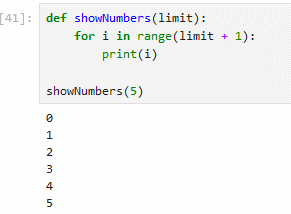 [41]: def showNumbers(limit):
    for i in range(limit + 1):
        print(i)

showNumbers(5)
0
1
2
3
4
5